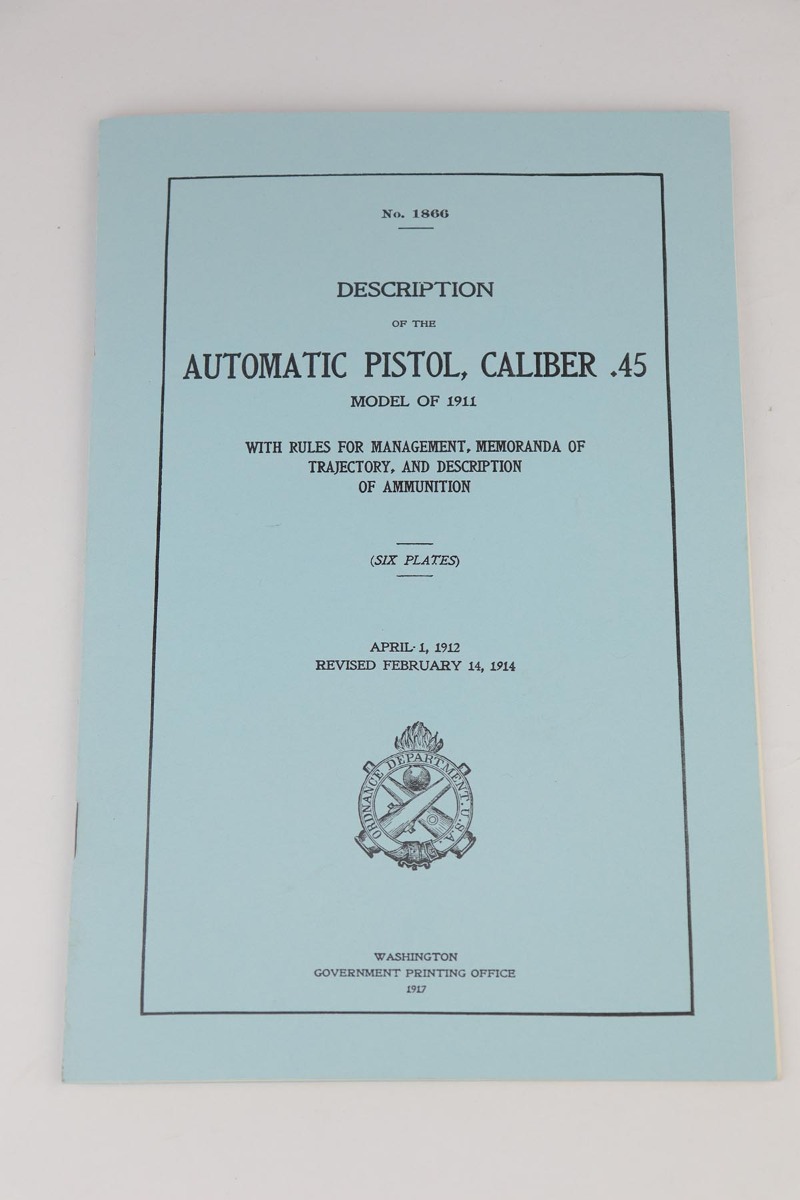 No. 1866
DESCRIPTION
OF THE
AUTOMATIC PISTOL, CALIBER .45
MODEL OF 1911
WITH RULES FOR MANAGEMENT, MEMORANDA OF
TRAJECTORY, AND DESCRIPTION
OF AMMUNITION
(SIX PLATES)
APRIL 1, 1912
REVISED FEBRUARY 14, 1914
ORDNANCE DEPARTMENT. U.S.A.
WASHINGTON
GOVERNMENT PRINTING OFFICE
1917